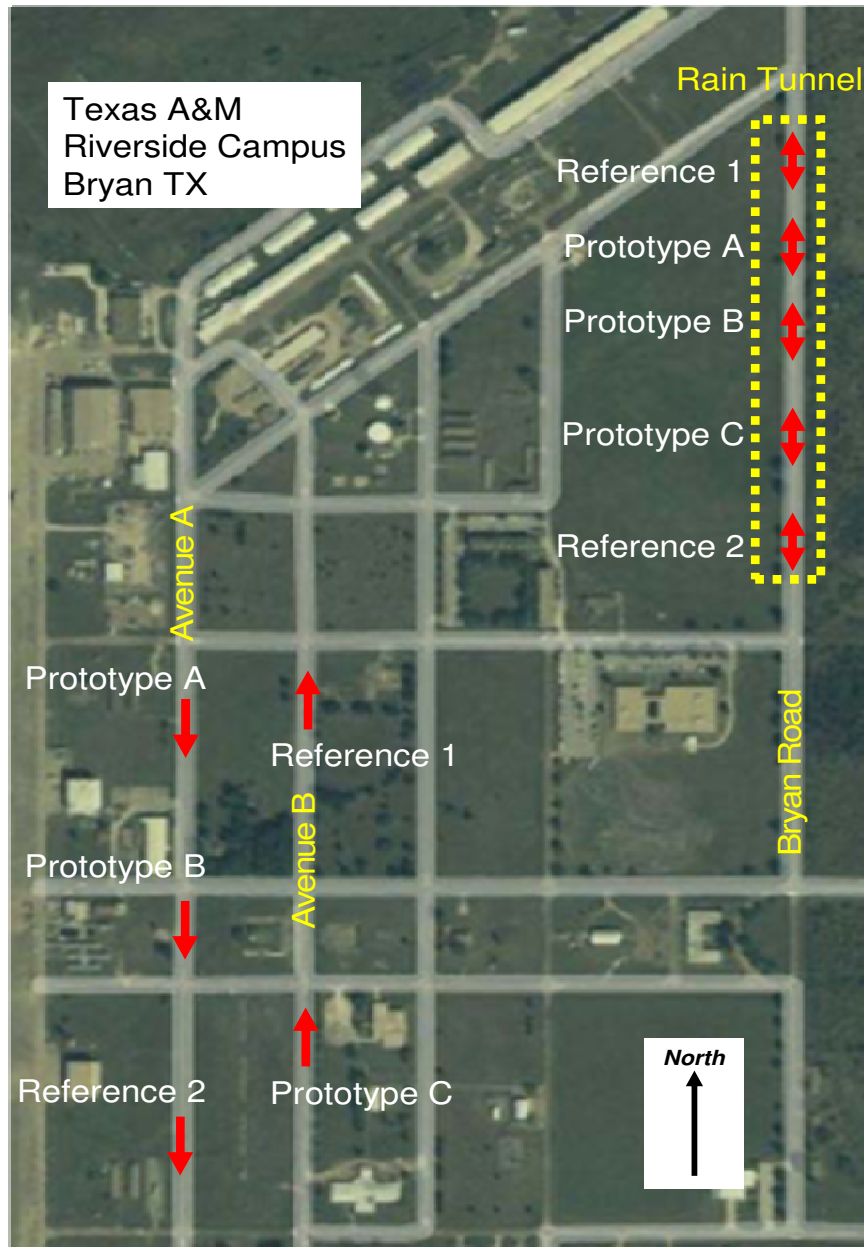 Texas A&M
Riverside Campus
Bryan TX
Rain Tunnel
Reference 1
Prototype A
Prototype B
Prototype C
Reference 2
Avenue A
Prototype A
Reference 1
Bryan Road
Avenue B
Prototype B
North
Reference 2
Prototype C